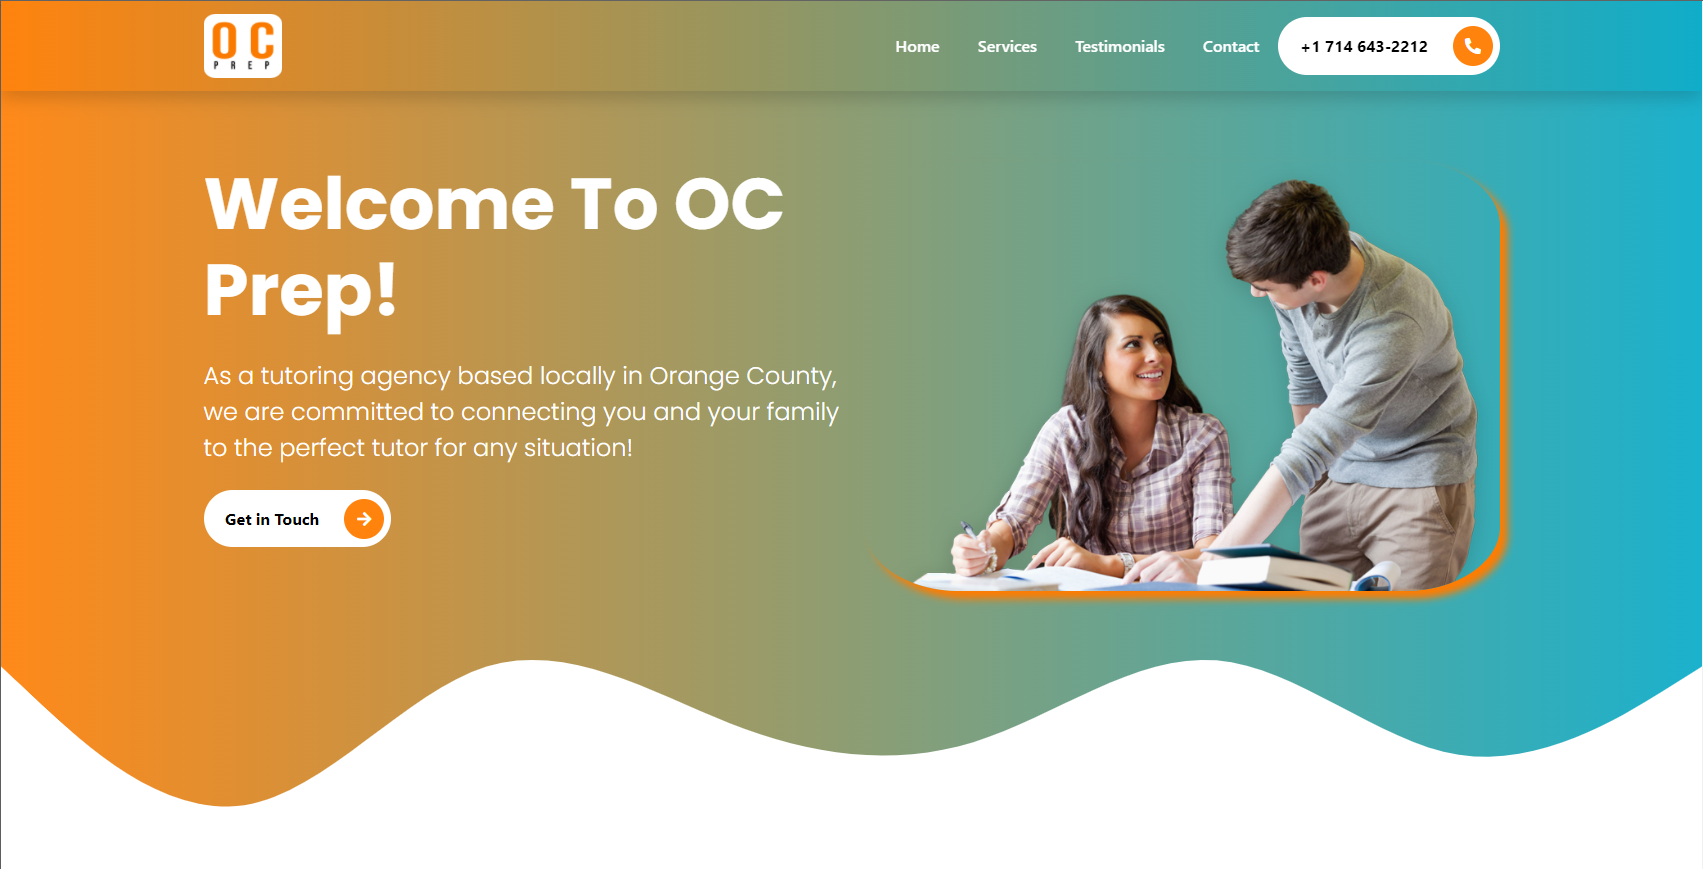 OC
PREP
Home
Services
Testimonials
Contact
+1 714 643-2212
Welcome To OC
Prep!
As a tutoring agency based locally in Orange County,
we are committed to connecting you and your family
to the perfect tutor for any situation!
Get in Touch